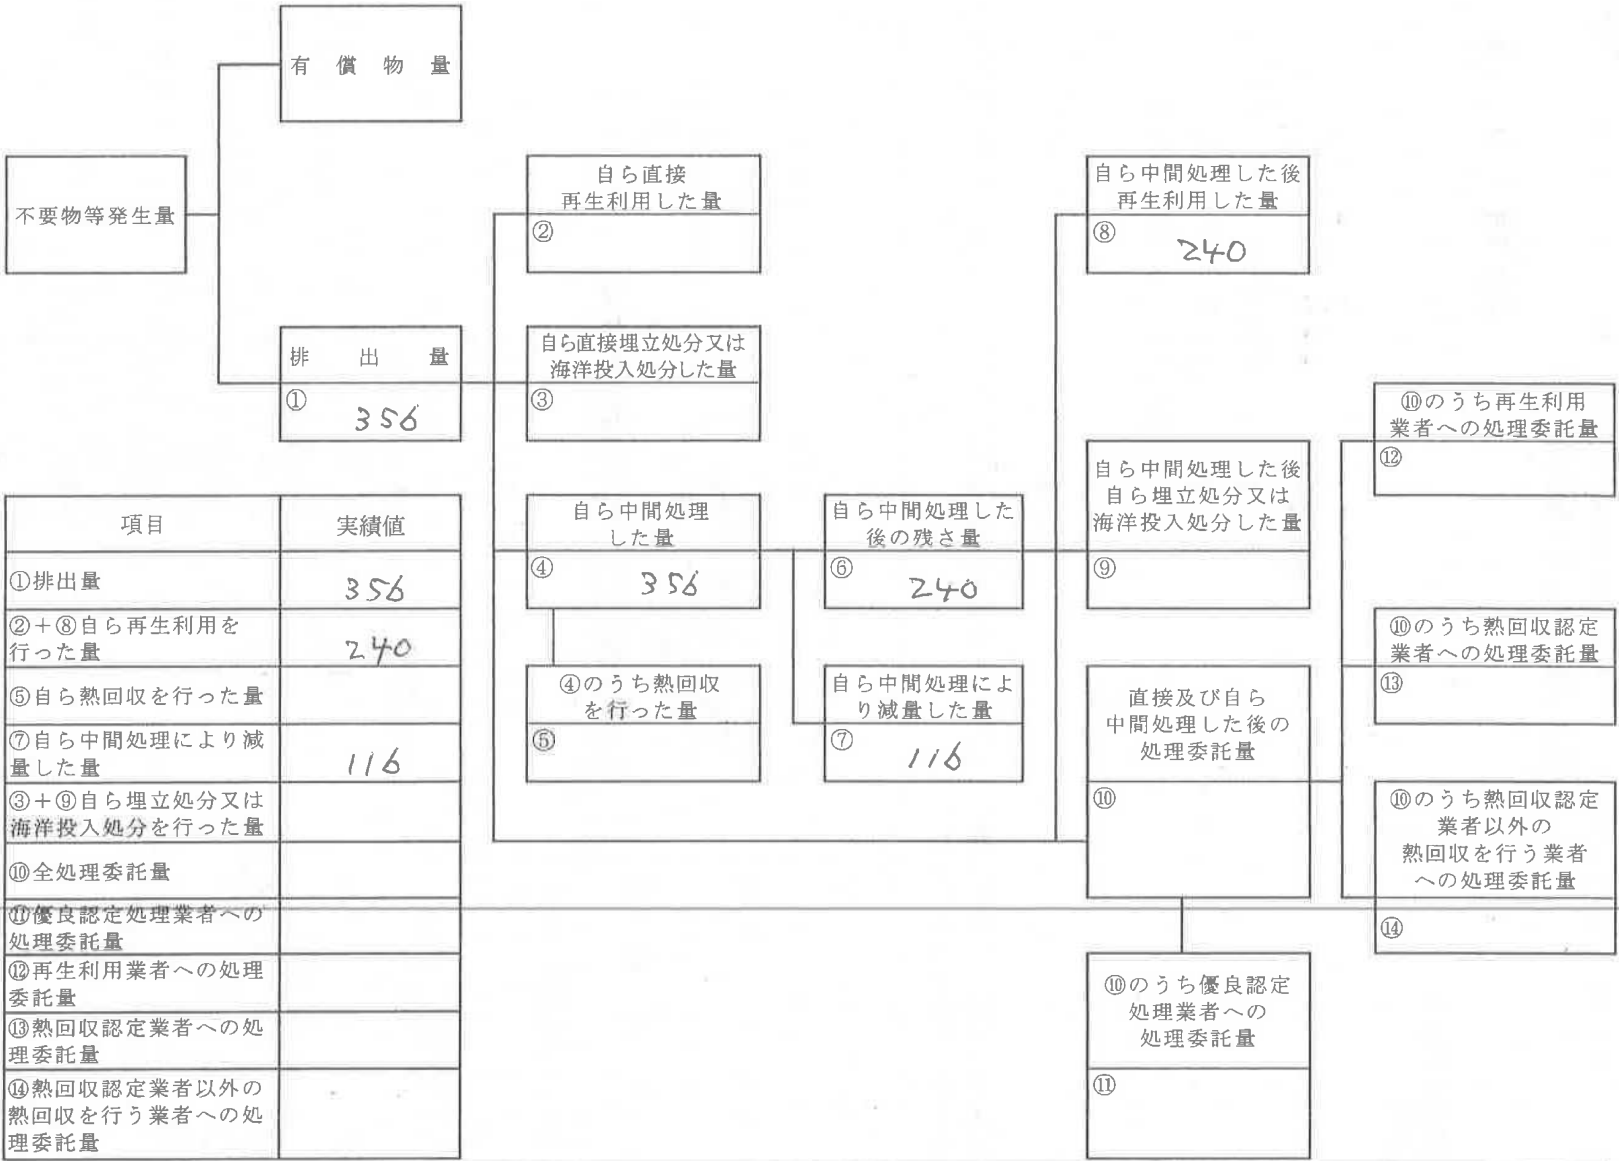 有償物量
不要物等発生量
排出量
①
356
自ら直接
再生利用した量
②
自ら直接埋立処分又は
海洋投入処分した量
③
自ら中間処理
した量
④
356
④のうち熱回収
を行った量
⑤
自ら中間処理した
後の残さ量
⑥
240
自ら中間処理によ
り減量した量
⑦
116
自ら中間処理した後
再生利用した量
⑧
240
自ら中間処理した後
自ら埋立処分又は
海洋投入処分した量
⑨
直接及び自ら
中間処理した後の
処理委託量
⑩
⑩のうち優良認定
処理業者への
処理委託量
⑪
⑩のうち再生利用
業者への処理委託量
⑫
⑩のうち熱回収認定
業者への処理委託量
⑬
⑩のうち熱回収認定
業者以外の
熱回収を行う業者
への処理委託量
⑭
項目 実績値
①排出量 356
②+⑧自ら再生利用を
行った量 240
⑤自ら熱回収を行った量
⑦自ら中間処理により減
量した量 116
③+⑨自ら埋立処分又は
海洋投入処分を行った量
⑩全処理委託量
⑪優良認定処理業者への
処理委託量
⑫再生利用業者への処理
委託量
⑬熱回収認定業者への処
理委託量
⑭熱回収認定業者以外の
熱回収を行う業者への処
理委託量